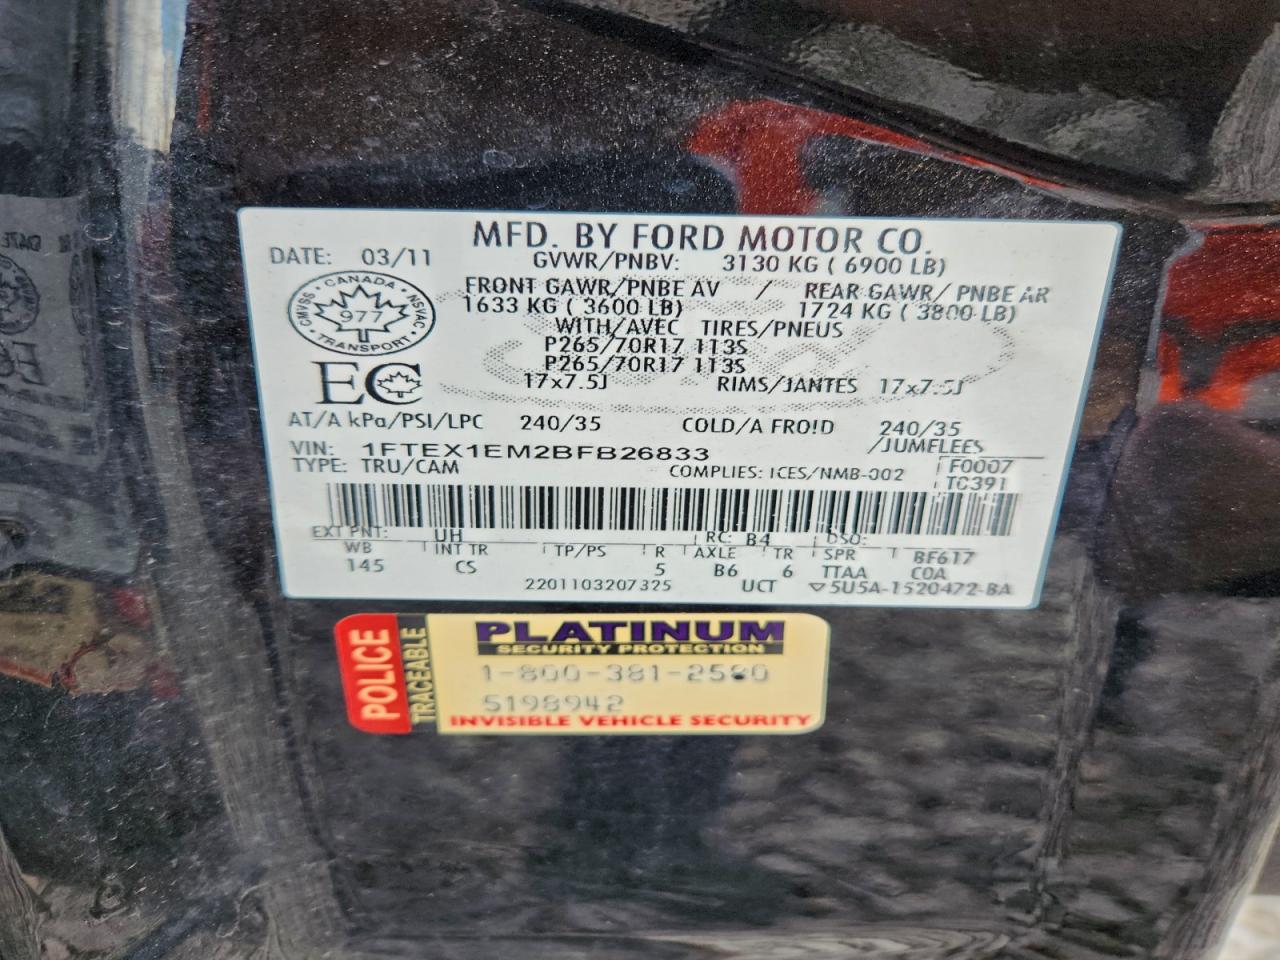 MFD. BY FORD MOTOR CO.
DATE: 03/11 GVWR/PNBV: 3130 KG ( 6900 LB)
FRONT GAWR/PNBE AV / REAR GAWR/ PNBE AR
1633 KG ( 3600 LB) 1724 KG ( 3800 LB)
WITH/AVEC TIRES/PNEUS
P265/70R17 113S
P265/70R17 113S
17x7.5J RIMS/JANTES 17x7.5J
CANADA
CMVSS NSVAC
977
TRANSPORT
EC
AT/A kPa/PSI/LPC 240/35 COLD/A FROID 240/35
/JUMELEES
VIN: 1FTEX1EM2BFB26833
TYPE: TRU/CAM COMPLIES: ICES/NMB-002 F0007
TC391
EXT PNT: UH RC: B4 DSO:
WB INT TR TP/PS R AXLE TR SPR BF617
145 CS 5 B6 6 TTAA COA
2201103207325 UCT ▽5U5A-1520472-BA
POLICE
TRACEABLE
PLATINUM
SECURITY PROTECTION
5198942
INVISIBLE VEHICLE SECURITY